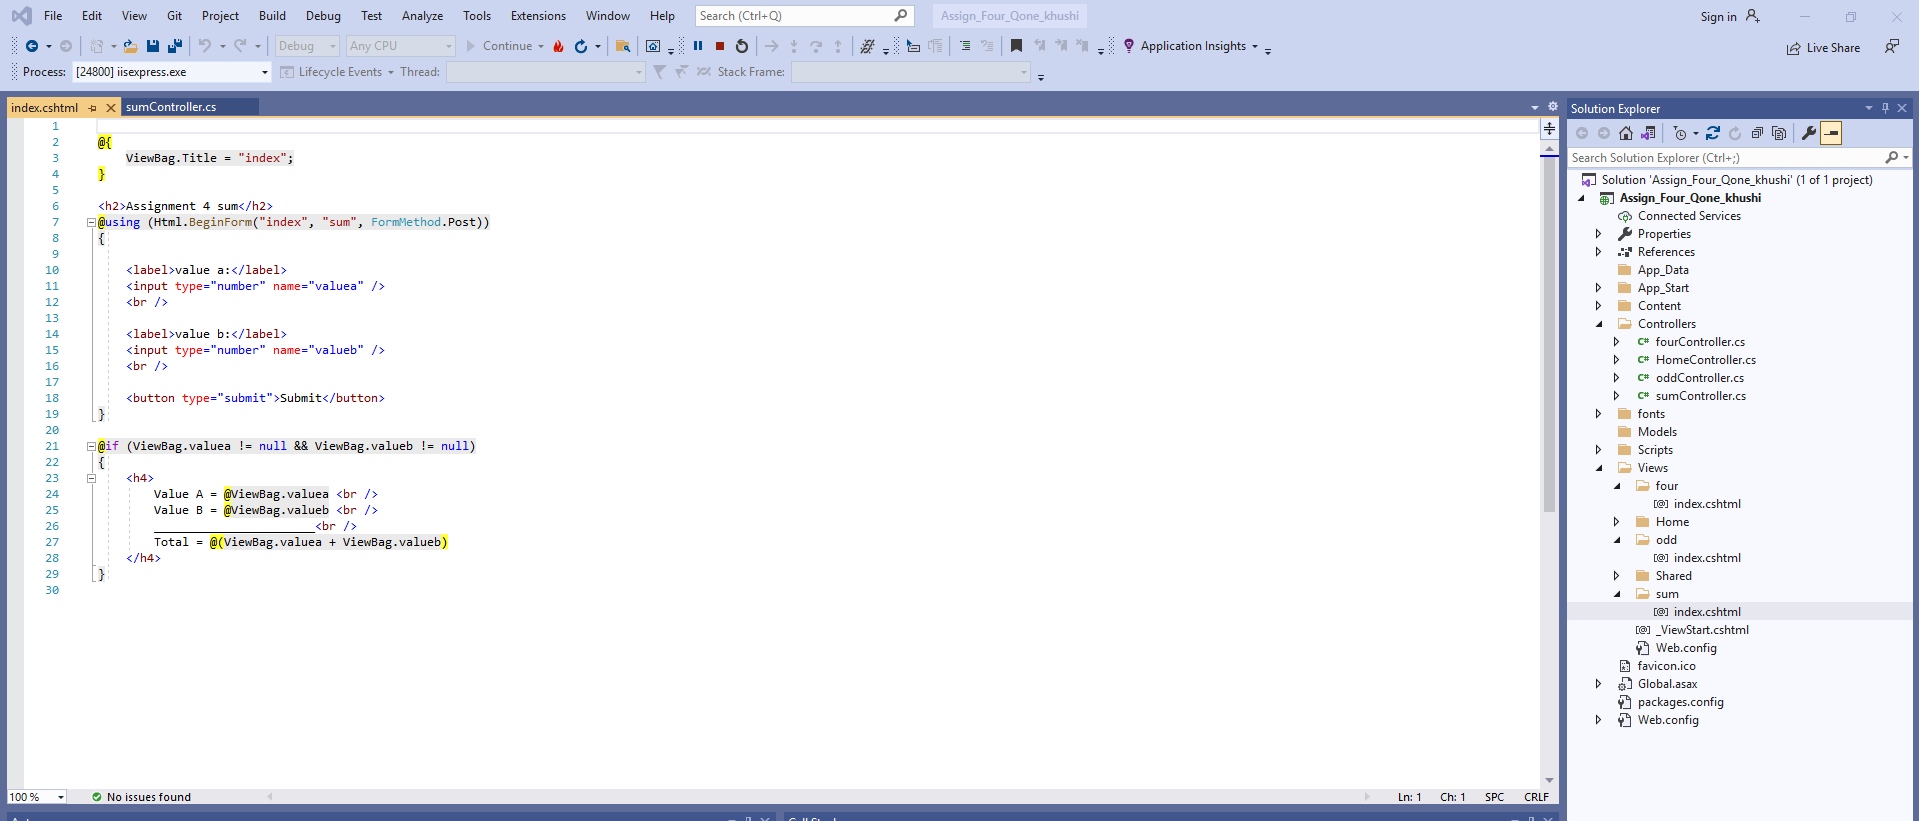 File Edit View Git Project Build Debug Test Analyze Tools Extensions Window Help Search (Ctrl+Q) Assign_Four_Qone_khushi Sign in
Debug Any CPU Continue Application Insights Live Share
Process: [24800] iisexpress.exe Lifecycle Events Thread: Stack Frame:
index.cshtml sumController.cs
1
2 @{
3 ViewBag.Title = "index";
4 }
5
6 <h2>Assignment 4 sum</h2>
7 @using (Html.BeginForm("index", "sum", FormMethod.Post))
8 {
9
10 <label>value a:</label>
11 <input type="number" name="valuea" />
12 <br />
13
14 <label>value b:</label>
15 <input type="number" name="valueb" />
16 <br />
17
18 <button type="submit">Submit</button>
19 }
20
21 @if (ViewBag.valuea != null && ViewBag.valueb != null)
22 {
23 <h4>
24 Value A = @ViewBag.valuea <br />
25 Value B = @ViewBag.valueb <br />
26 _______________________<br />
27 Total = @(ViewBag.valuea + ViewBag.valueb)
28 </h4>
29 }
30
100 % No issues found Ln: 1 Ch: 1 SPC CRLF
Solution Explorer
Search Solution Explorer (Ctrl+;)
Solution 'Assign_Four_Qone_khushi' (1 of 1 project)
Assign_Four_Qone_khushi
Connected Services
Properties
References
App_Data
App_Start
Content
Controllers
C# fourController.cs
C# HomeController.cs
C# oddController.cs
C# sumController.cs
fonts
Models
Scripts
Views
four
[@] index.cshtml
Home
odd
[@] index.cshtml
Shared
sum
[@] index.cshtml
[@] _ViewStart.cshtml
Web.config
favicon.ico
Global.asax
packages.config
Web.config